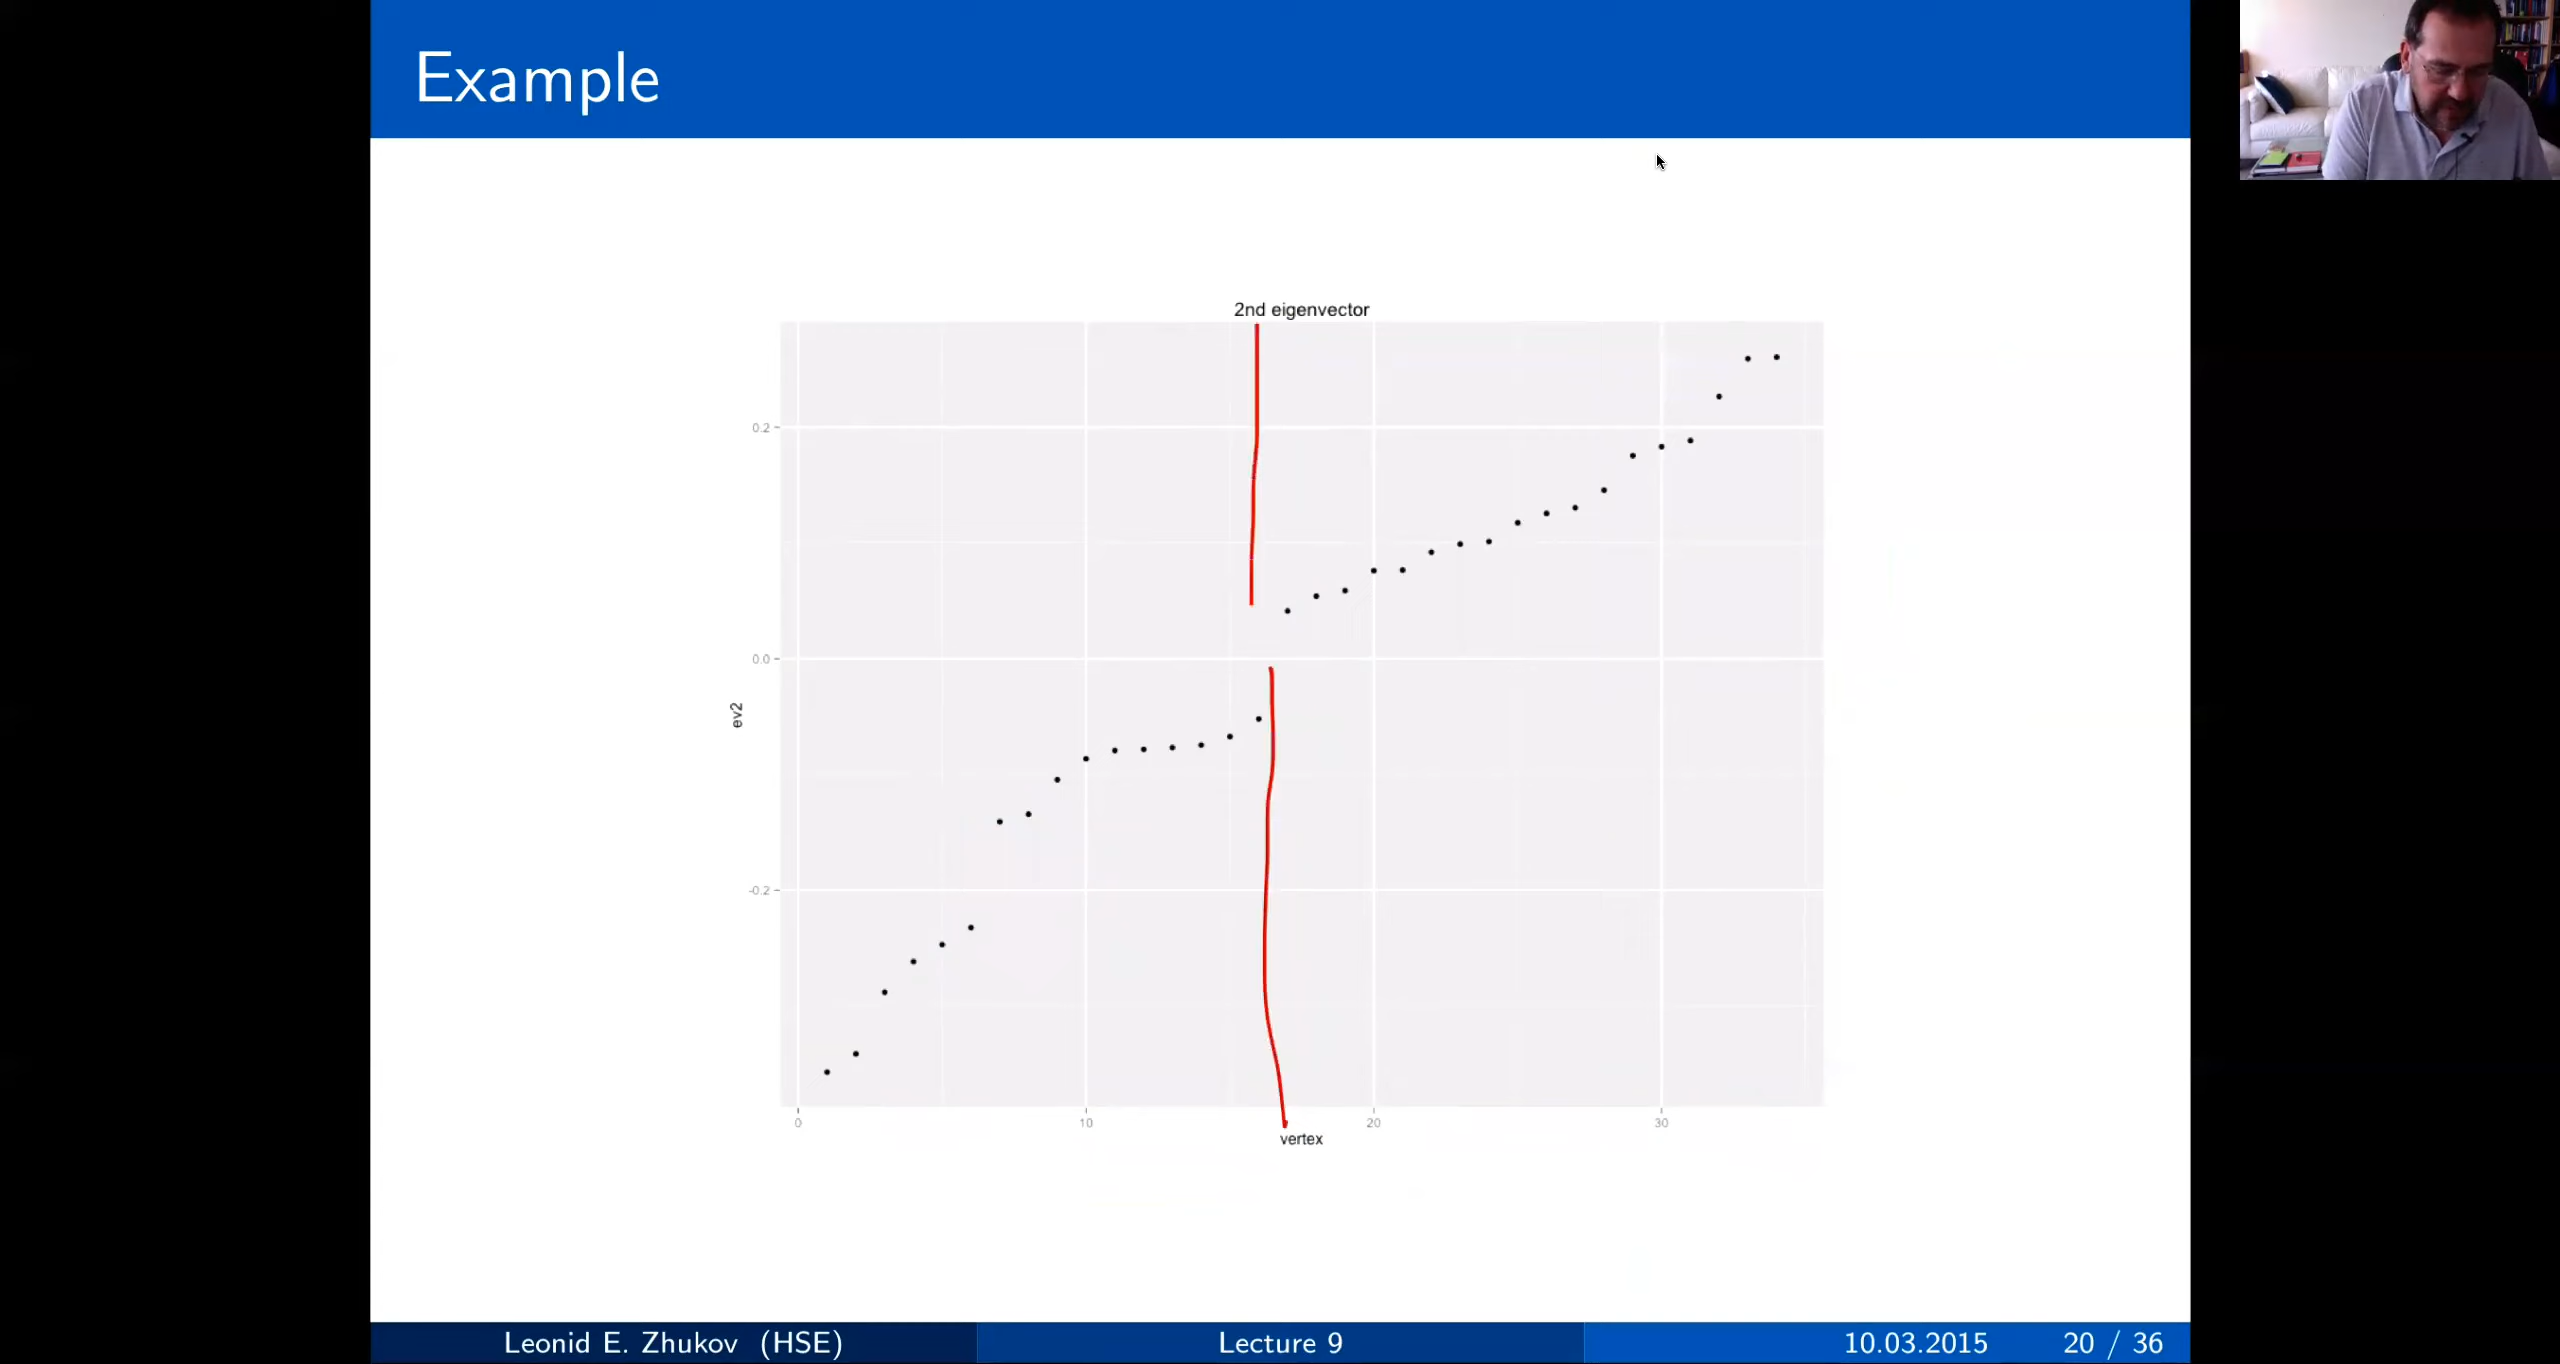 Example
2nd eigenvector
0.2
0.0
ev2
-0.2
0 10 20 30
vertex
Leonid E. Zhukov (HSE) Lecture 9 10.03.2015 20 / 36